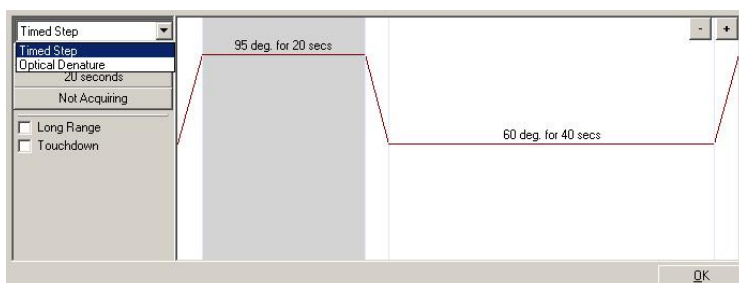 Timed Step
Timed Step
Optical Denature
20 seconds
Not Acquiring
Long Range
Touchdown
95 deg. for 20 secs
60 deg. for 40 secs
- +
OK